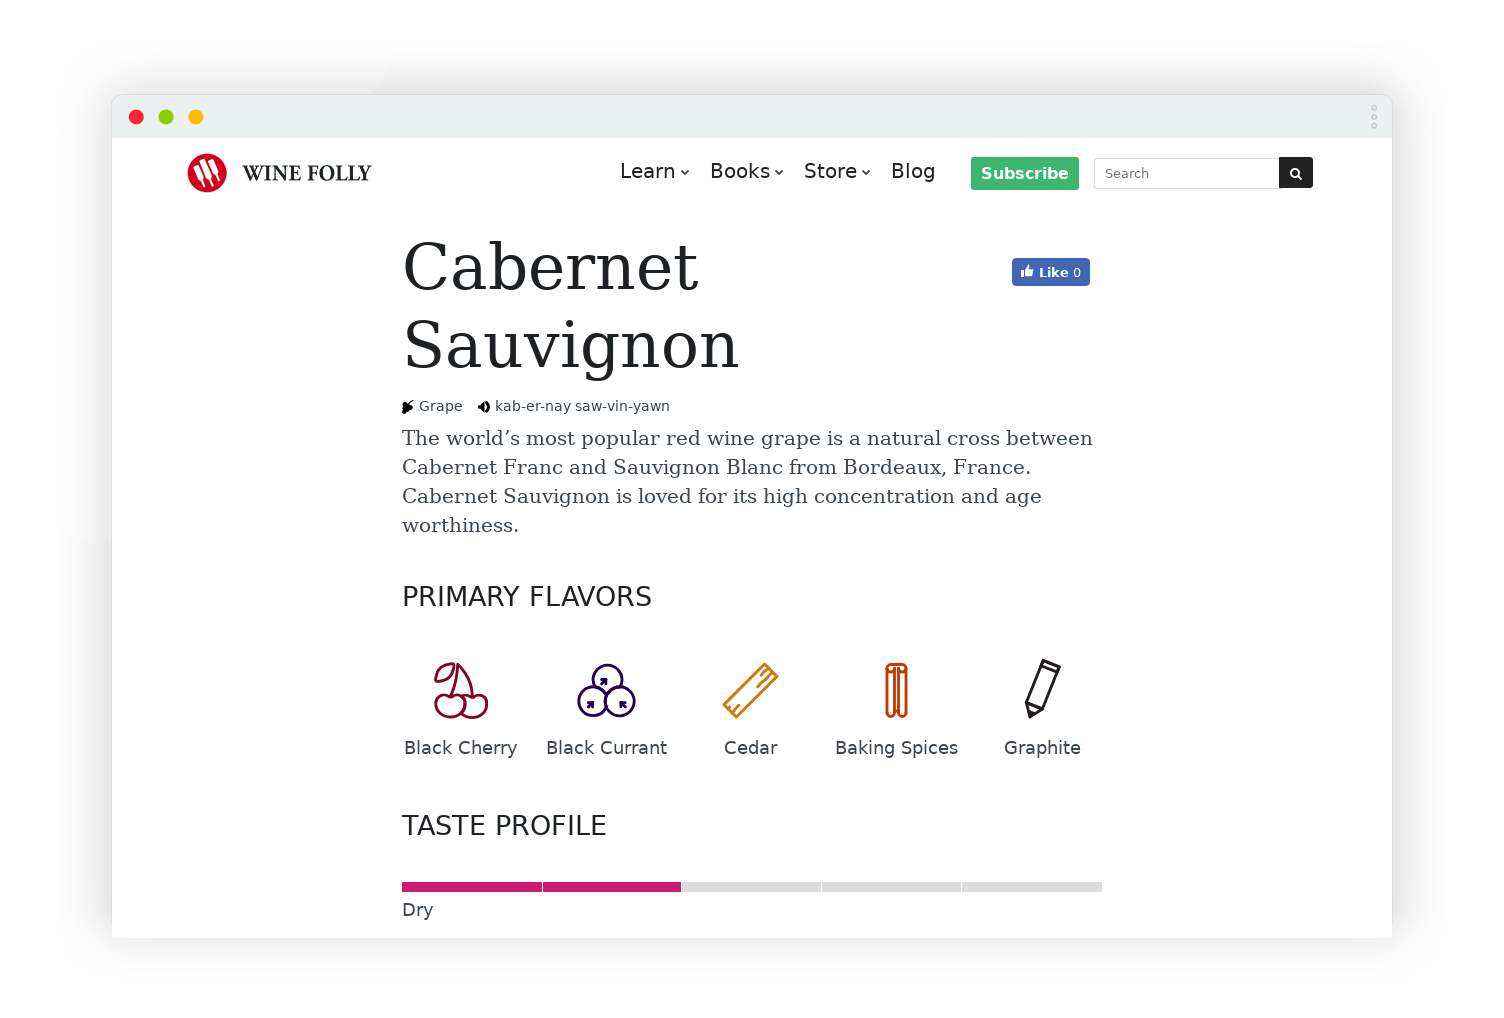 WINE FOLLY
Learn Books Store Blog Subscribe Search
Cabernet
Sauvignon
Like 0
Grape kab-er-nay saw-vin-yawn
The world’s most popular red wine grape is a natural cross between
Cabernet Franc and Sauvignon Blanc from Bordeaux, France.
Cabernet Sauvignon is loved for its high concentration and age
worthiness.
PRIMARY FLAVORS
Black Cherry Black Currant Cedar Baking Spices Graphite
TASTE PROFILE
Dry